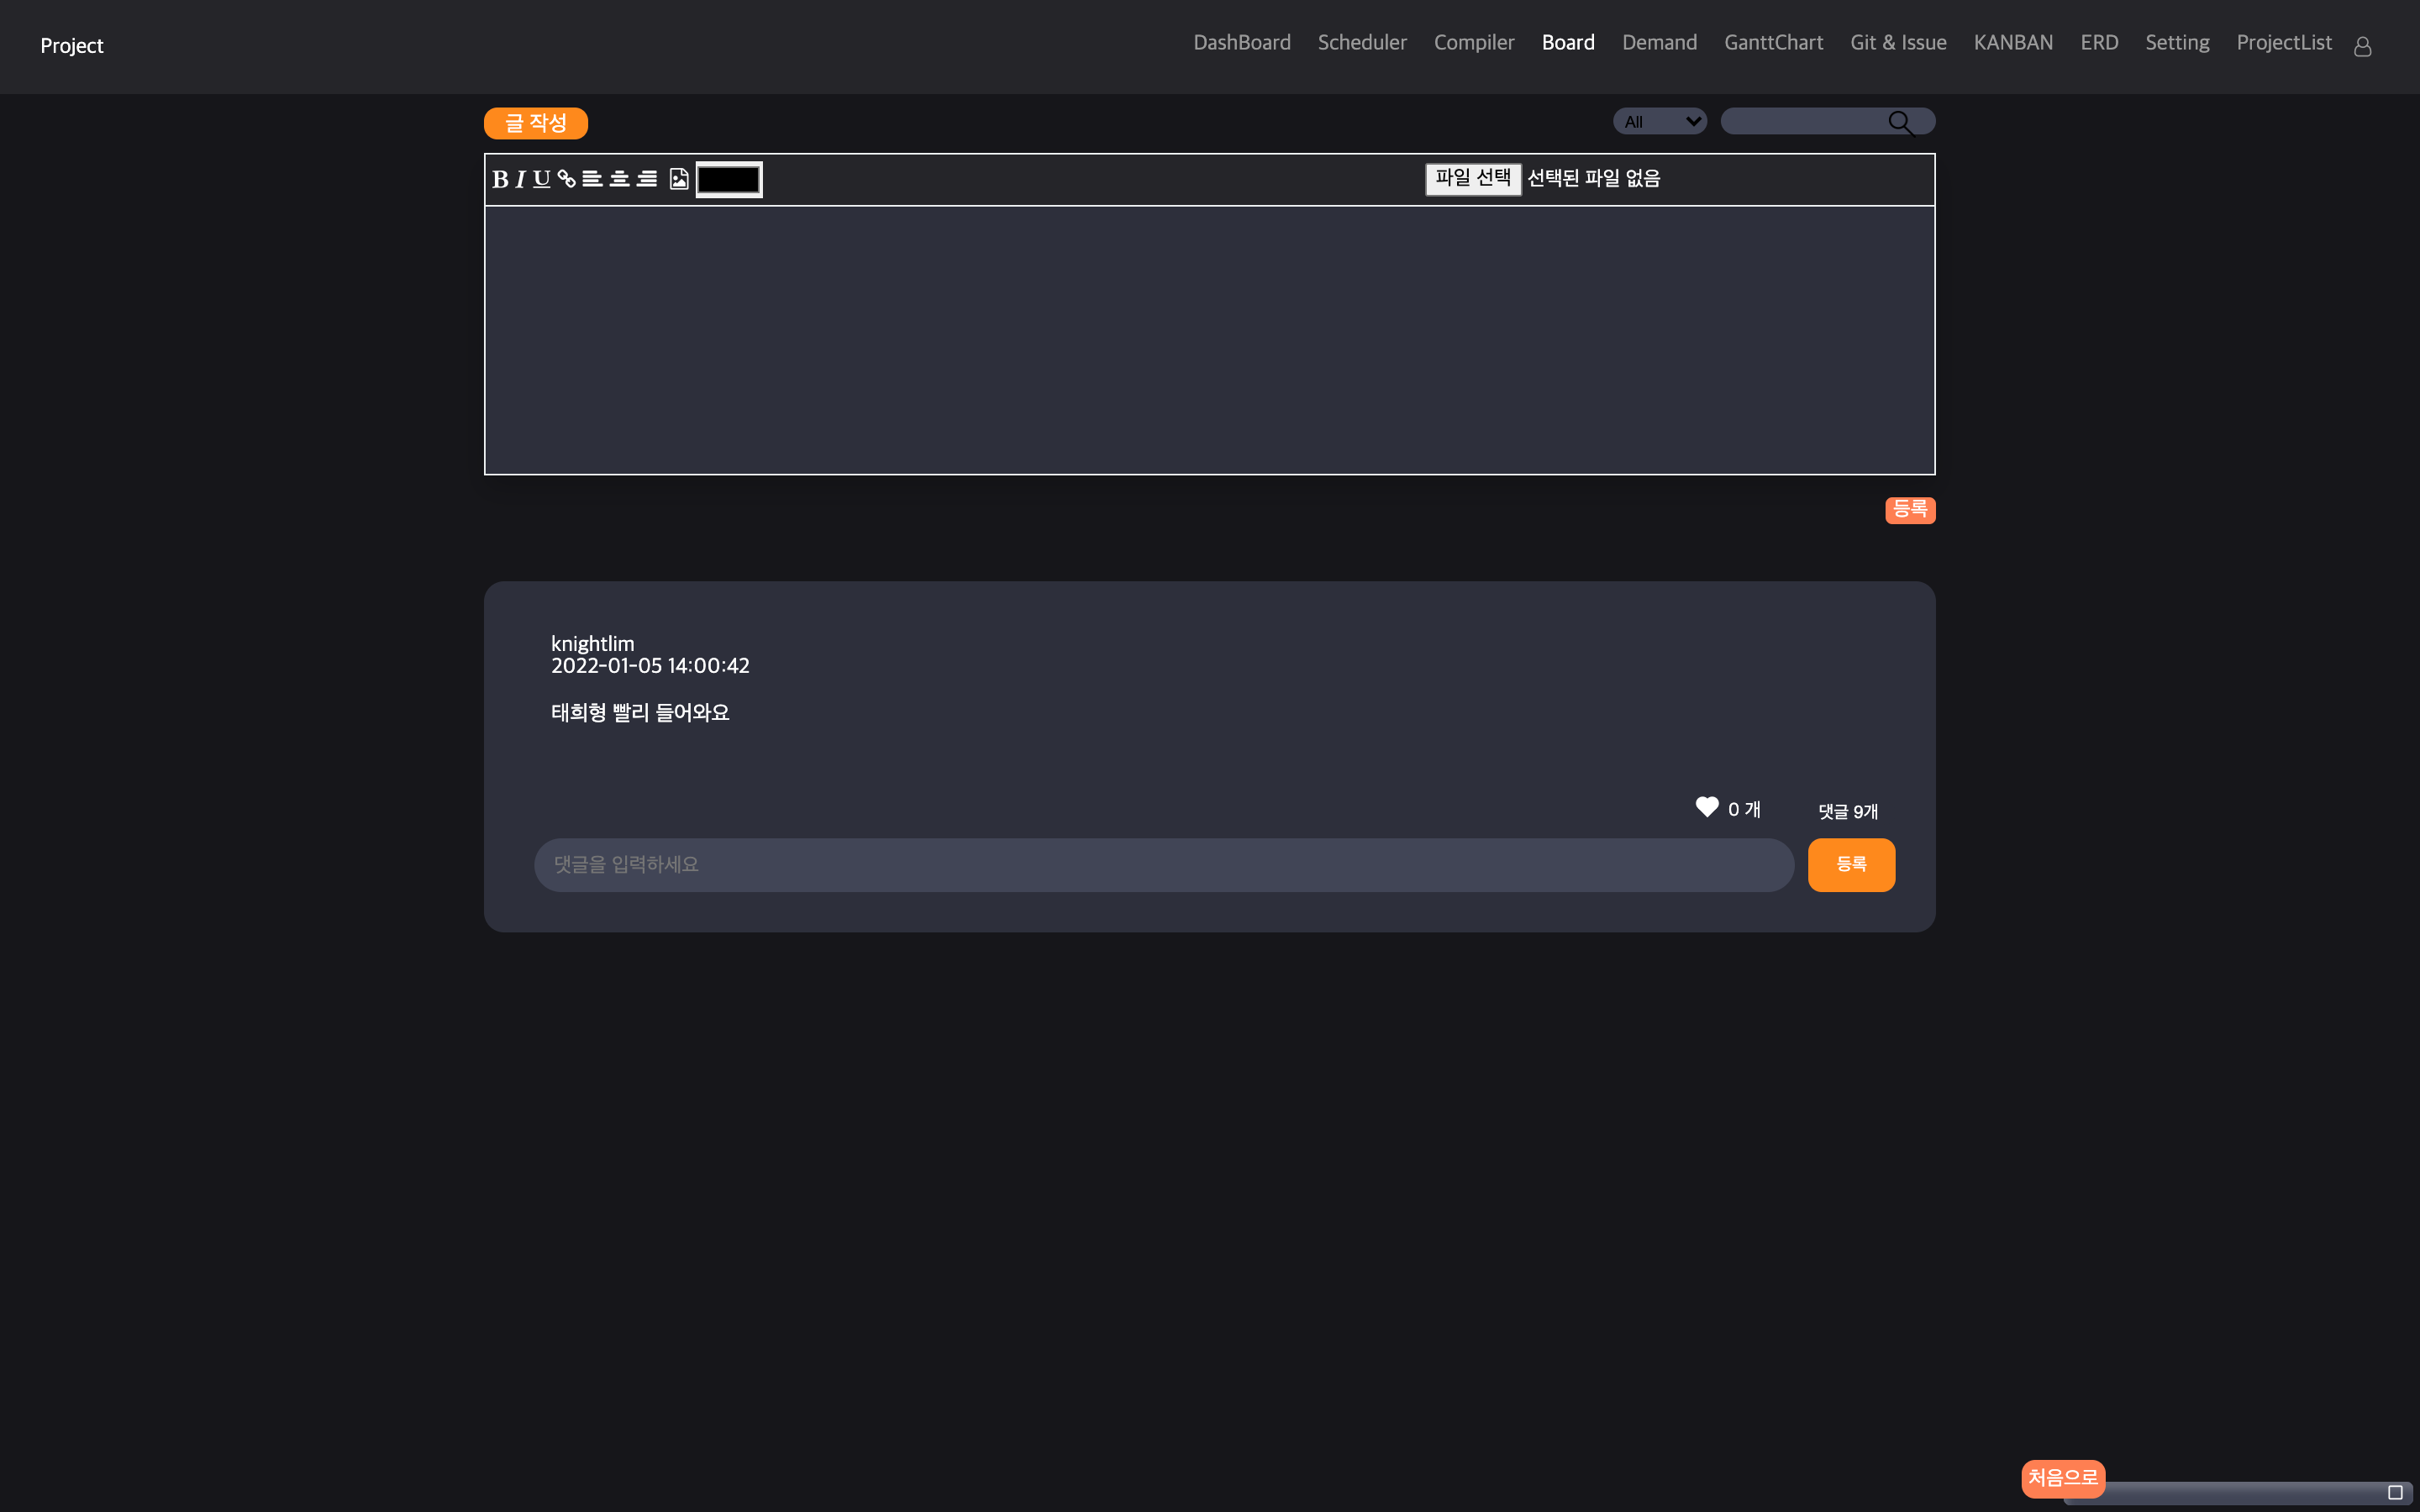 Project
DashBoard Scheduler Compiler Board Demand GanttChart Git & Issue KANBAN ERD Setting ProjectList
글 작성
All
B I U
파일 선택 선택된 파일 없음
등록
knightlim
2022-01-05 14:00:42
태희형 빨리 들어와요
0 개
댓글 9개
댓글을 입력하세요
등록
처음으로